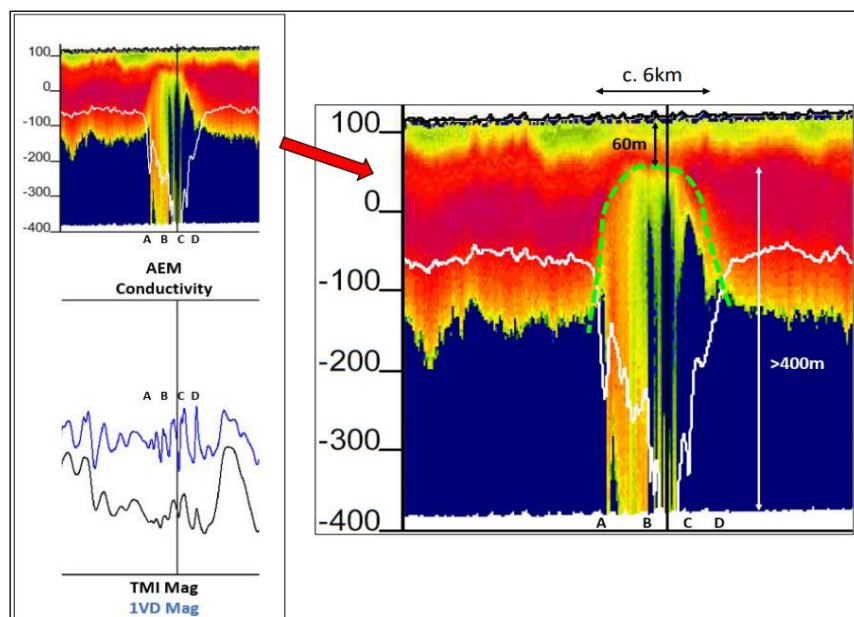 100
0
-100
-200
-300
-400
A B C D
AEM
Conductivity
A B C D
TMI Mag
1VD Mag
c. 6km
100
60m
0
-100
-200
>400m
-300
-400
A B C D